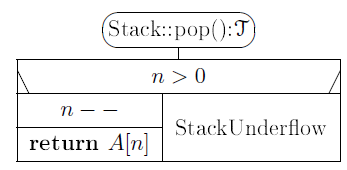 Stack::pop():𝒯
n > 0
n − −
return A[n]
StackUnderflow